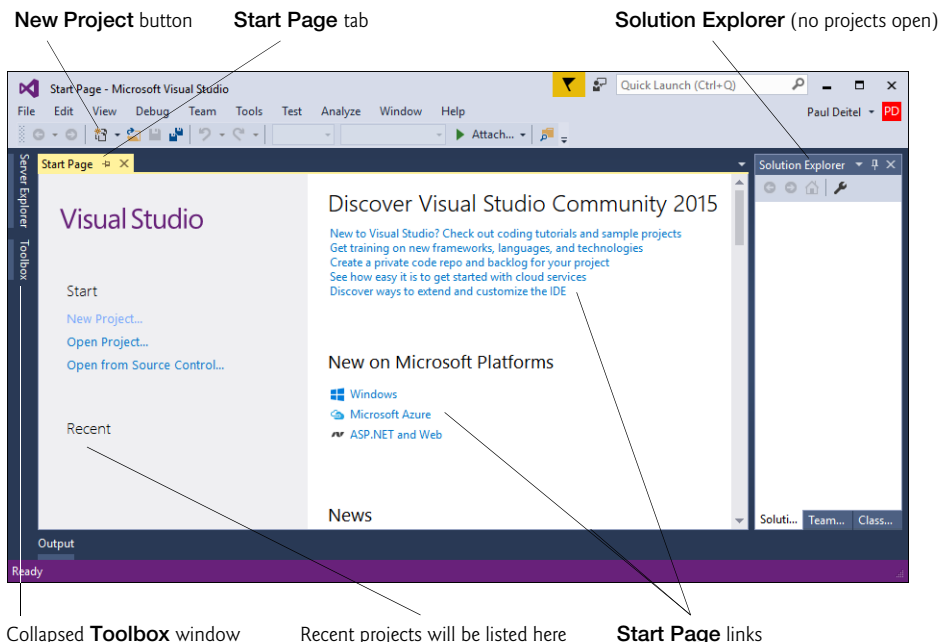 New Project button
Start Page tab
Solution Explorer (no projects open)
Start Page - Microsoft Visual Studio
Quick Launch (Ctrl+Q)
File Edit View Debug Team Tools Test Analyze Window Help
Paul Deitel PD
Attach...
Server Explorer
Toolbox
Start Page
Solution Explorer
Visual Studio
Start
New Project...
Open Project...
Open from Source Control...
Recent
Discover Visual Studio Community 2015
New to Visual Studio? Check out coding tutorials and sample projects
Get training on new frameworks, languages, and technologies
Create a private code repo and backlog for your project
See how easy it is to get started with cloud services
Discover ways to extend and customize the IDE
New on Microsoft Platforms
Windows
Microsoft Azure
ASP.NET and Web
News
Soluti... Team... Class...
Output
Ready
Collapsed Toolbox window
Recent projects will be listed here
Start Page links